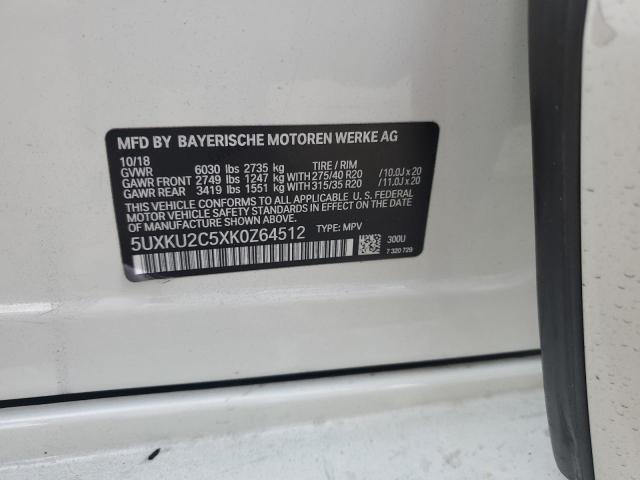 MFD BY BAYERISCHE MOTOREN WERKE AG
10/18
GVWR 6030 lbs 2735 kg TIRE / RIM
GAWR FRONT 2749 lbs 1247 kg WITH 275/40 R20 /10.0J x 20
GAWR REAR 3419 lbs 1551 kg WITH 315/35 R20 /11.0J x 20
THIS VEHICLE CONFORMS TO ALL APPLICABLE U. S. FEDERAL
MOTOR VEHICLE SAFETY STANDARDS IN EFFECT ON THE DATE
OF MANUFACTURE SHOWN ABOVE.
5UXKU2C5XK0Z64512 TYPE: MPV
300U
7 320 729